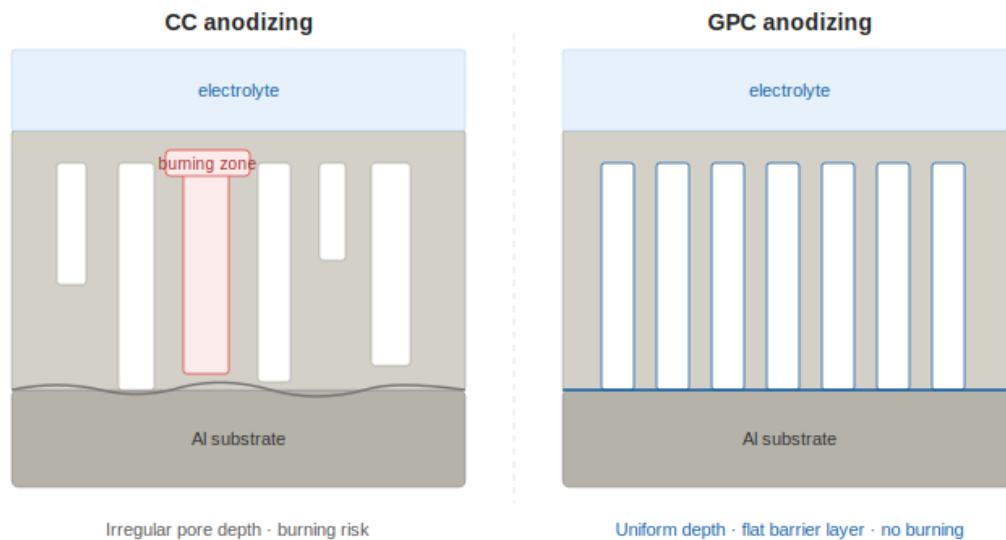 CC anodizing
GPC anodizing
electrolyte
electrolyte
burning zone
Al substrate
Al substrate
Irregular pore depth · burning risk
Uniform depth · flat barrier layer · no burning